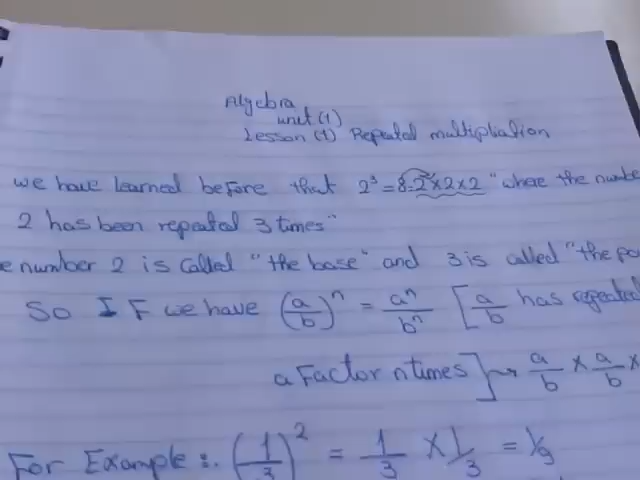 Algebra
unit (1)
Lesson (1) Repeated multipliation
we have learned before that 2³ = 8 = 2 × 2 × 2 "where the numbe
2 has been repeated 3 times"
e number 2 is called "the base" and 3 is called "the po
So IF we have (a/b)ⁿ = aⁿ/bⁿ [a/b has repeated
a Factor n times] → a/b × a/b ×
For Example :. (1/3)² = 1/3 × 1/3 = 1/9